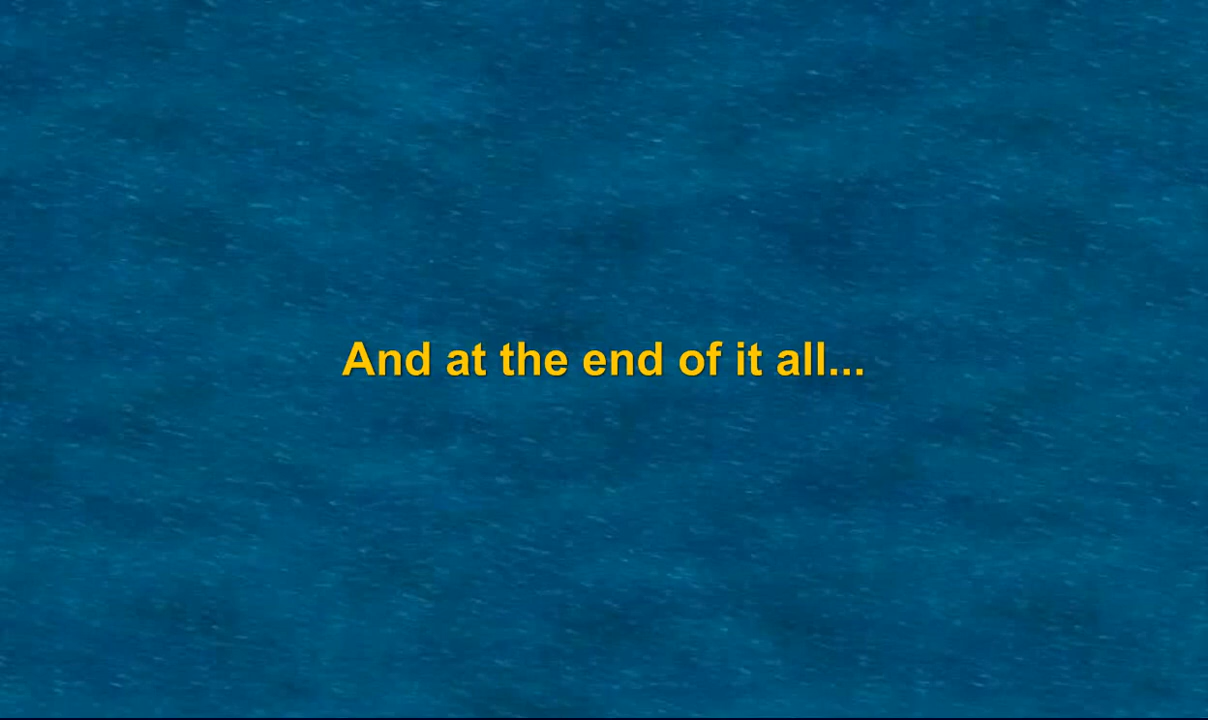 And at the end of it all...